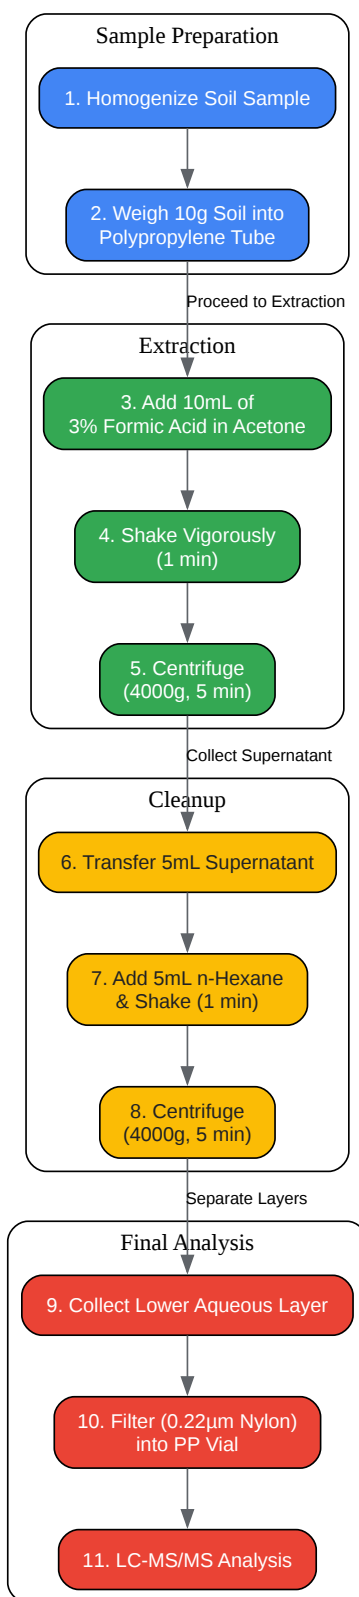 Sample Preparation
1. Homogenize Soil Sample
2. Weigh 10g Soil into
Polypropylene Tube
Proceed to Extraction
Extraction
3. Add 10mL of
3% Formic Acid in Acetone
4. Shake Vigorously
(1 min)
5. Centrifuge
(4000g, 5 min)
Collect Supernatant
Cleanup
6. Transfer 5mL Supernatant
7. Add 5mL n-Hexane
& Shake (1 min)
8. Centrifuge
(4000g, 5 min)
Separate Layers
Final Analysis
9. Collect Lower Aqueous Layer
10. Filter (0.22µm Nylon)
into PP Vial
11. LC-MS/MS Analysis